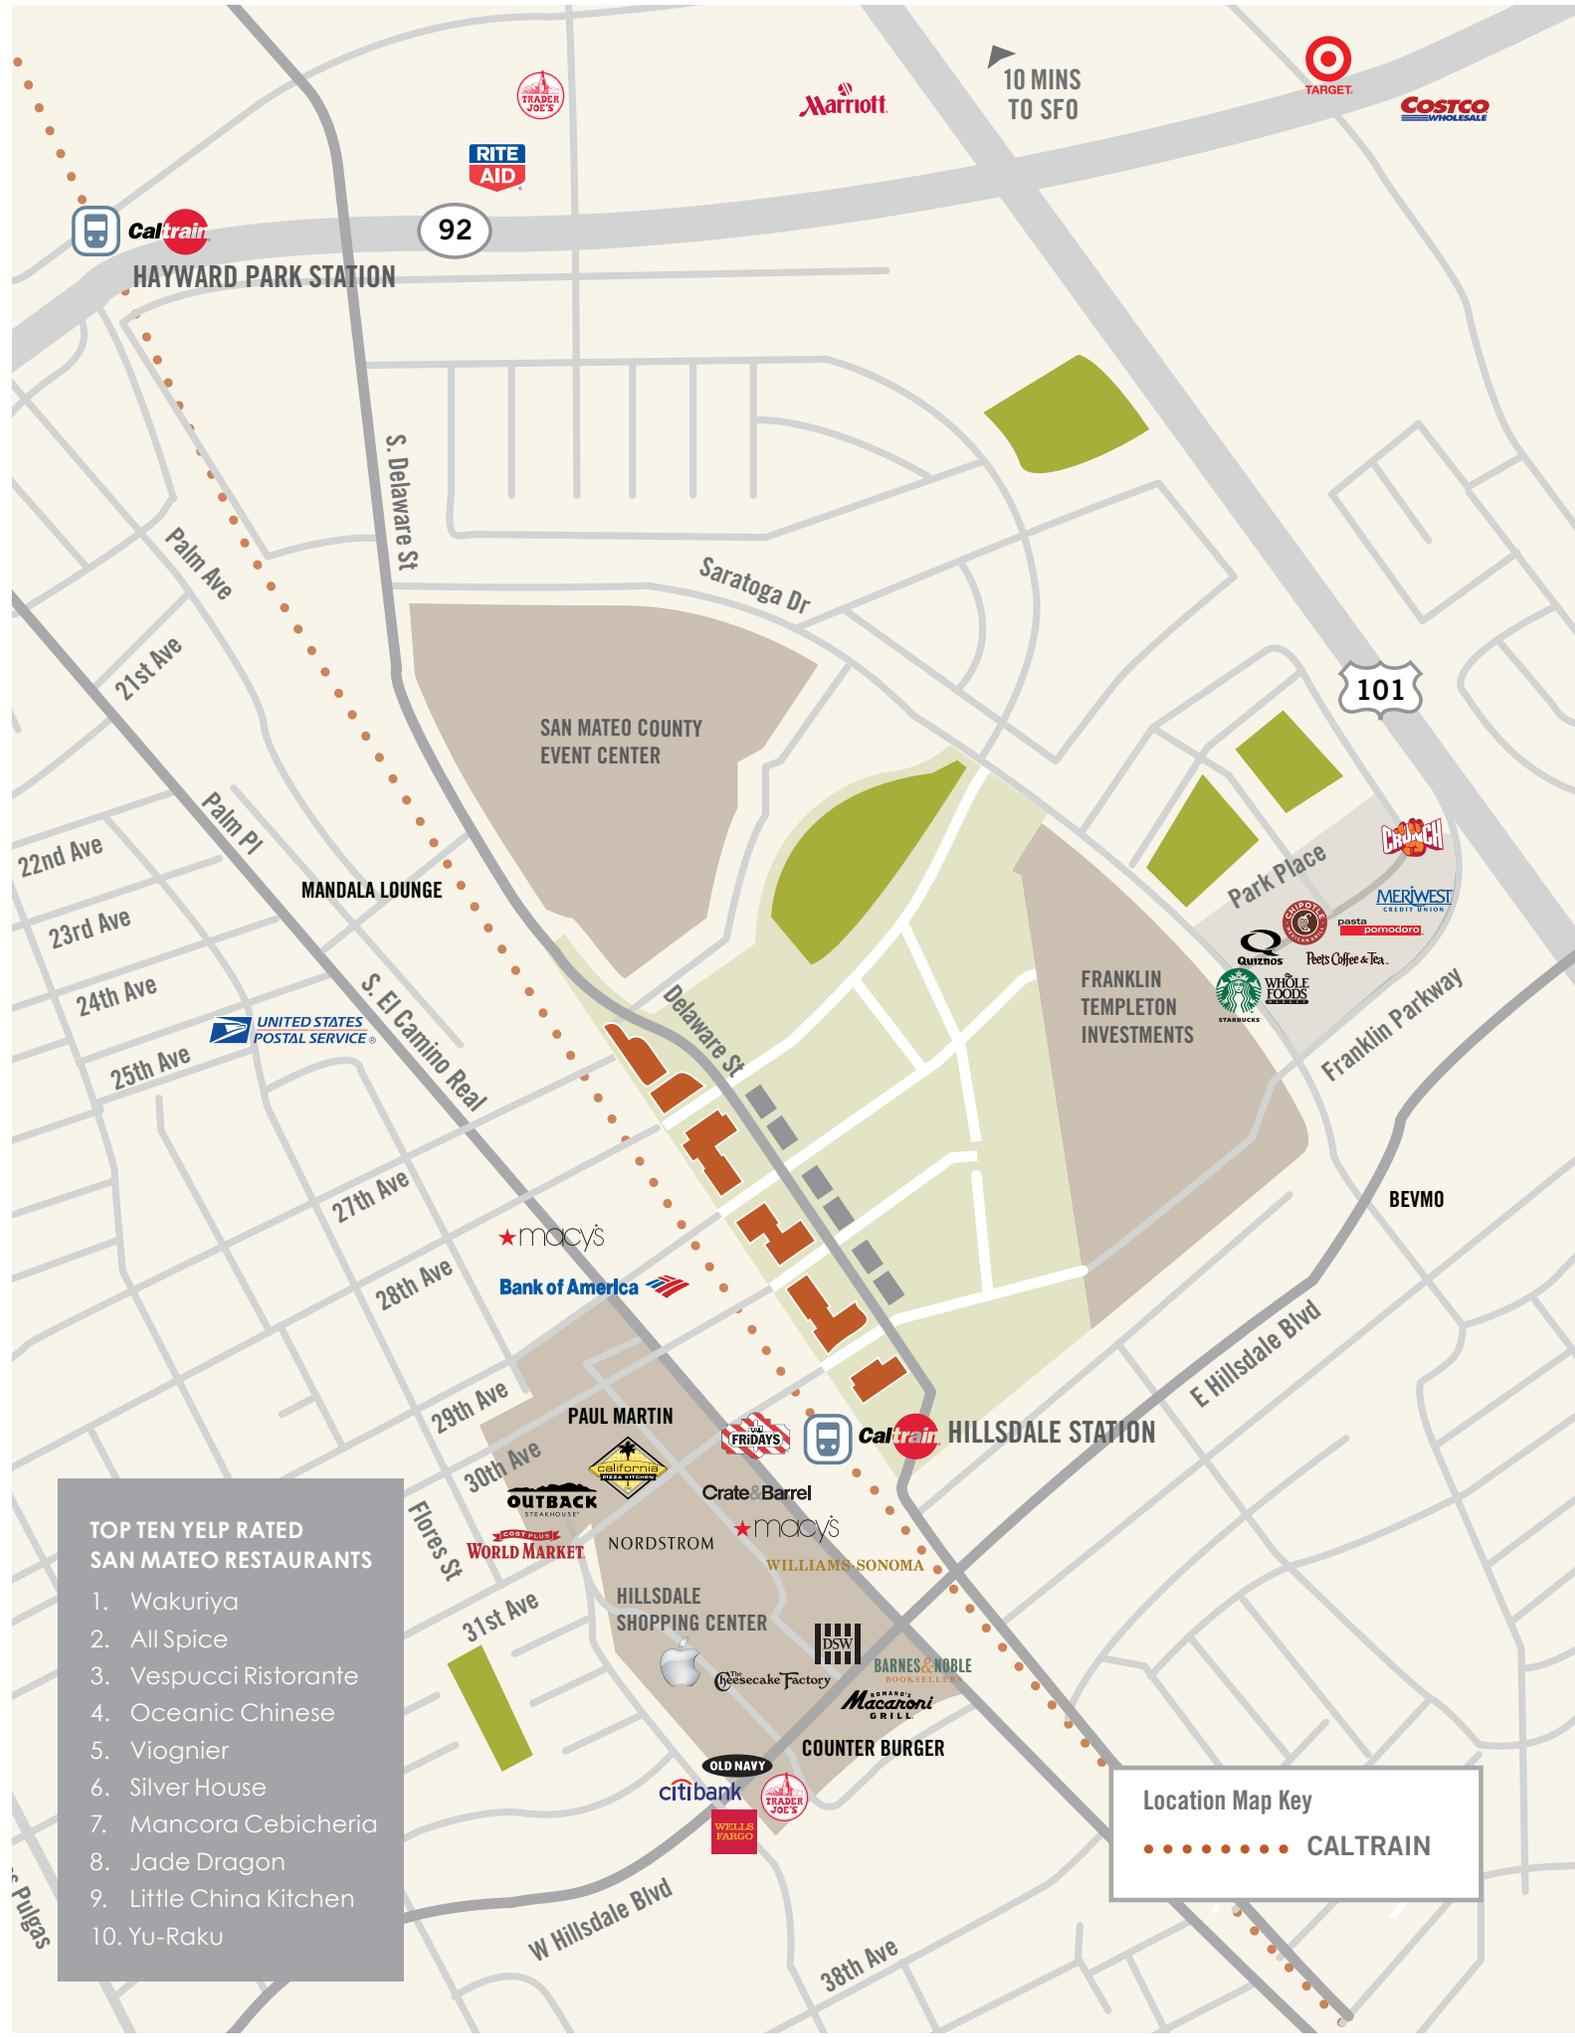 10 MINS
TO SFO
TARGET
COSTCO
WHOLESALE
TRADER
JOE'S
Marriott
RITE
AID
92
Caltrain
HAYWARD PARK STATION
S. Delaware St
Palm Ave
Saratoga Dr
21st Ave
101
SAN MATEO COUNTY
EVENT CENTER
Palm Pl
22nd Ave
CRUNCH
Park Place
MANDALA LOUNGE
MERIWEST
CREDIT UNION
23rd Ave
CHIPOTLE
MEXICAN GRILL
pasta
pomodoro
QUIZNOS
Peet's Coffee & Tea
24th Ave
S. El Camino Real
Delaware St
FRANKLIN
TEMPLETON
INVESTMENTS
STARBUCKS
WHOLE
FOODS
MARKET
Franklin Parkway
UNITED STATES
POSTAL SERVICE ®
25th Ave
27th Ave
BEVMO
macy's
28th Ave
Bank of America
E Hillsdale Blvd
29th Ave
PAUL MARTIN
FRiDAYS
Caltrain
HILLSDALE STATION
30th Ave
california
PIZZA KITCHEN
OUTBACK
STEAKHOUSE
Crate&Barrel
macy's
Flores St
COST PLUS
WORLD MARKET
NORDSTROM
WILLIAMS-SONOMA
31st Ave
HILLSDALE
SHOPPING CENTER
DSW
BARNES&NOBLE
BOOKSELLERS
The
Cheesecake Factory
ROMANO'S
Macaroni
GRILL
COUNTER BURGER
OLD NAVY
citibank
TRADER
JOE'S
WELLS
FARGO
W Hillsdale Blvd
38th Ave
s Pulgas
TOP TEN YELP RATED
SAN MATEO RESTAURANTS
1. Wakuriya
2. All Spice
3. Vespucci Ristorante
4. Oceanic Chinese
5. Viognier
6. Silver House
7. Mancora Cebicheria
8. Jade Dragon
9. Little China Kitchen
10. Yu-Raku
Location Map Key
CALTRAIN